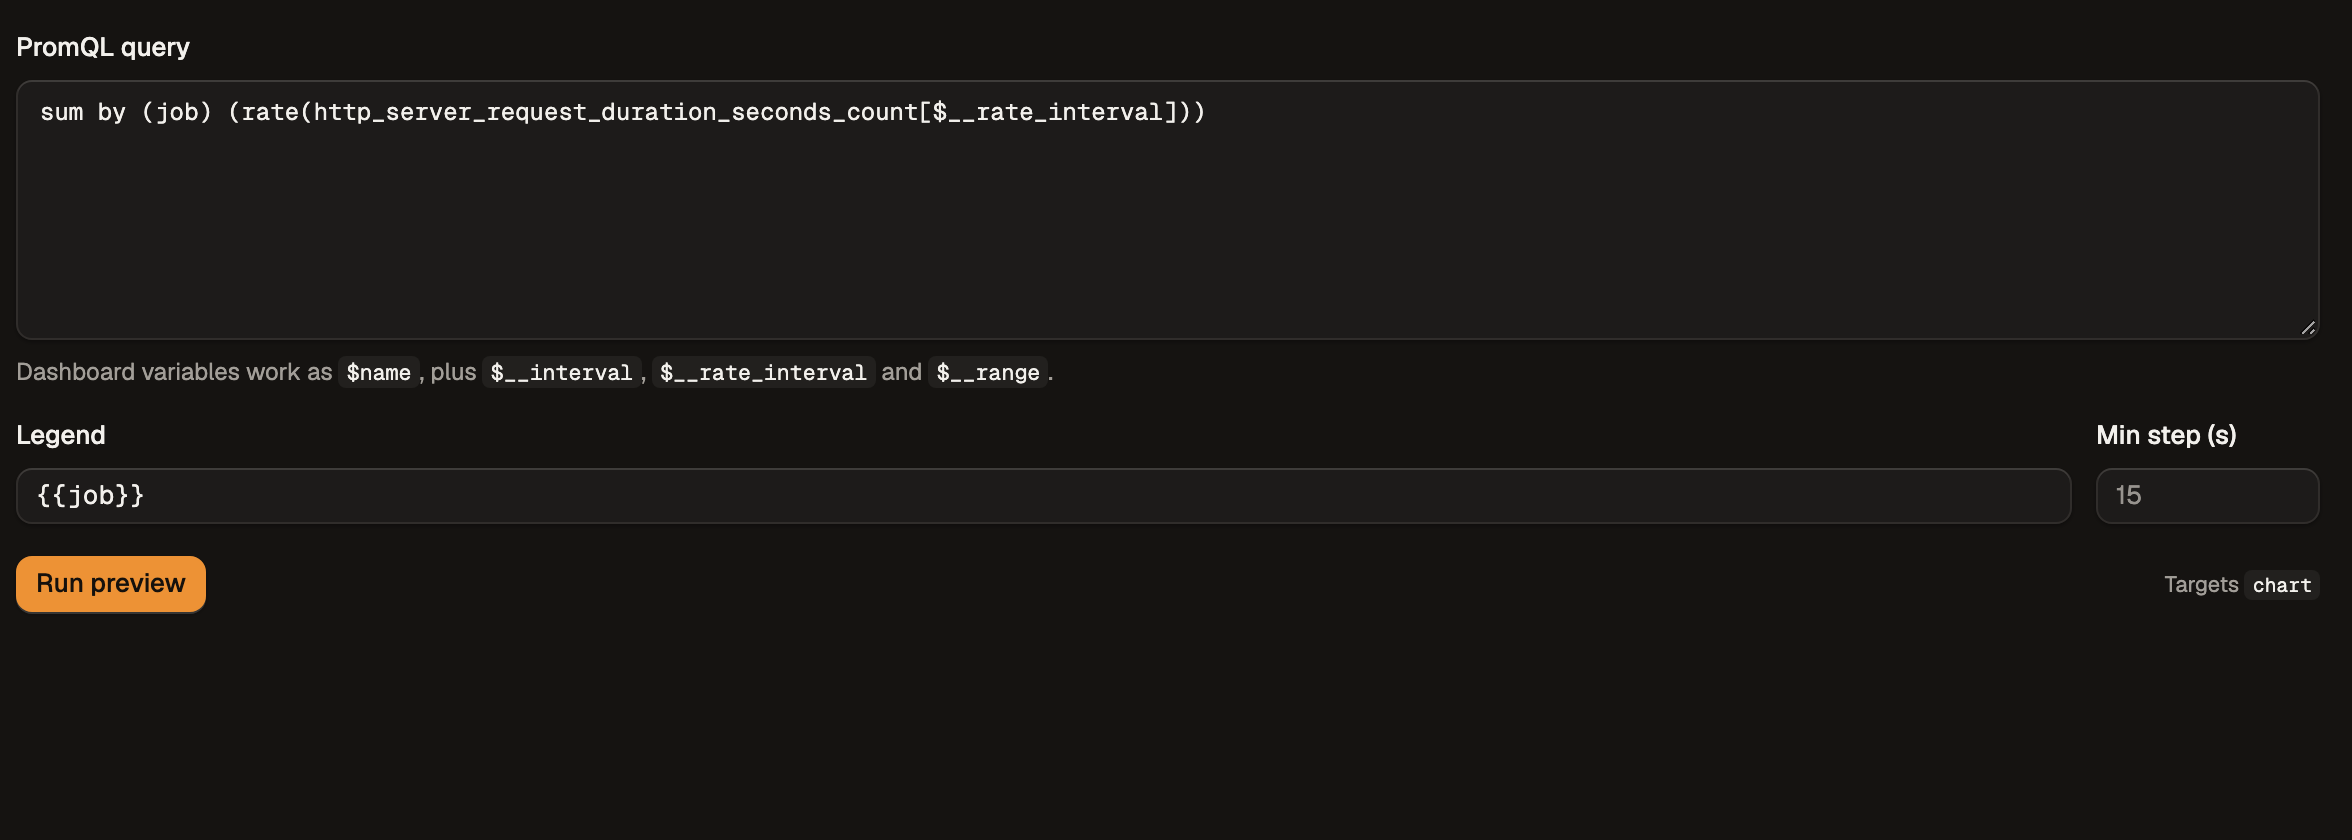 PromQL query
sum by (job) (rate(http_server_request_duration_seconds_count[$__rate_interval]))
Dashboard variables work as $name, plus $__interval, $__rate_interval and $__range.
Legend
Min step (s)
{{job}}
15
Run preview
Targets chart